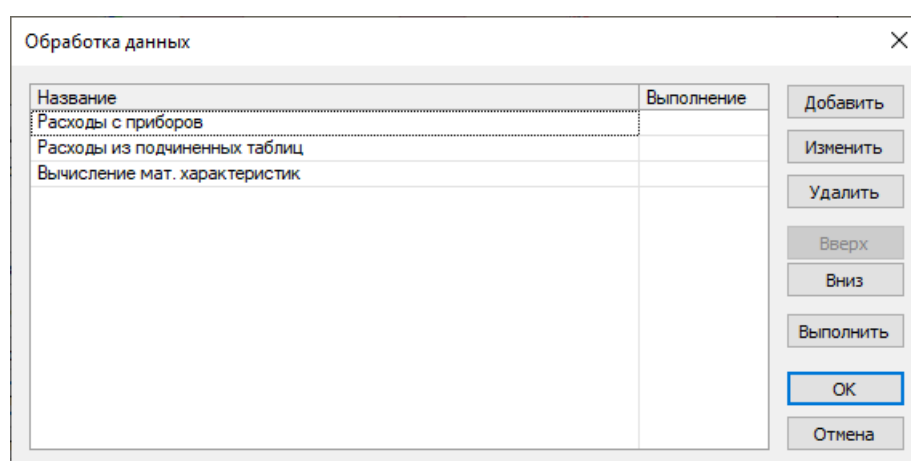 Обработка данных
Название Выполнение
Расходы с приборов
Расходы из подчиненных таблиц
Вычисление мат. характеристик
Добавить
Изменить
Удалить
Вверх
Вниз
Выполнить
ОК
Отмена